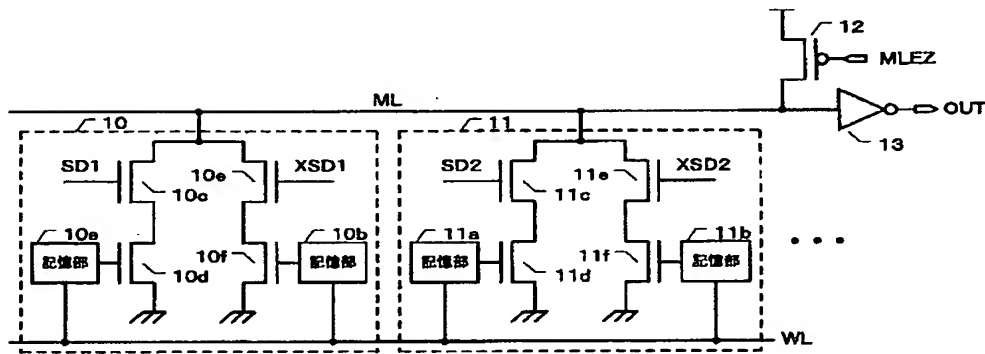 12
MLEZ
ML
OUT
13
10
11
SD1
10e
XSD1
10c
SD2
11e
XSD2
11c
10a
記憶部
10d
10f
10b
記憶部
11a
記憶部
11d
11f
11b
記憶部
• • •
WL